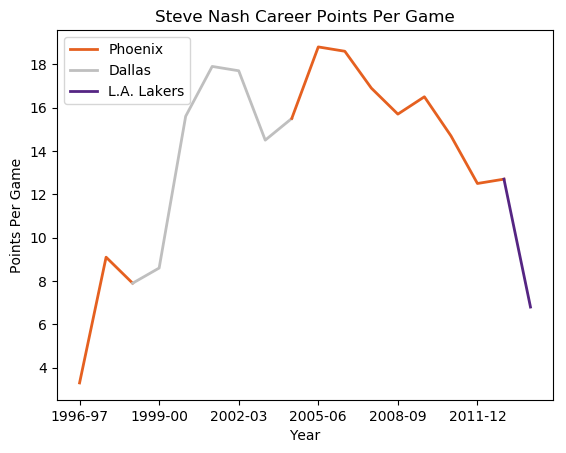 Steve Nash Career Points Per Game
Phoenix
Dallas
L.A. Lakers
18
16
14
12
10
8
6
4
Points Per Game
1996-97 1999-00 2002-03 2005-06 2008-09 2011-12
Year